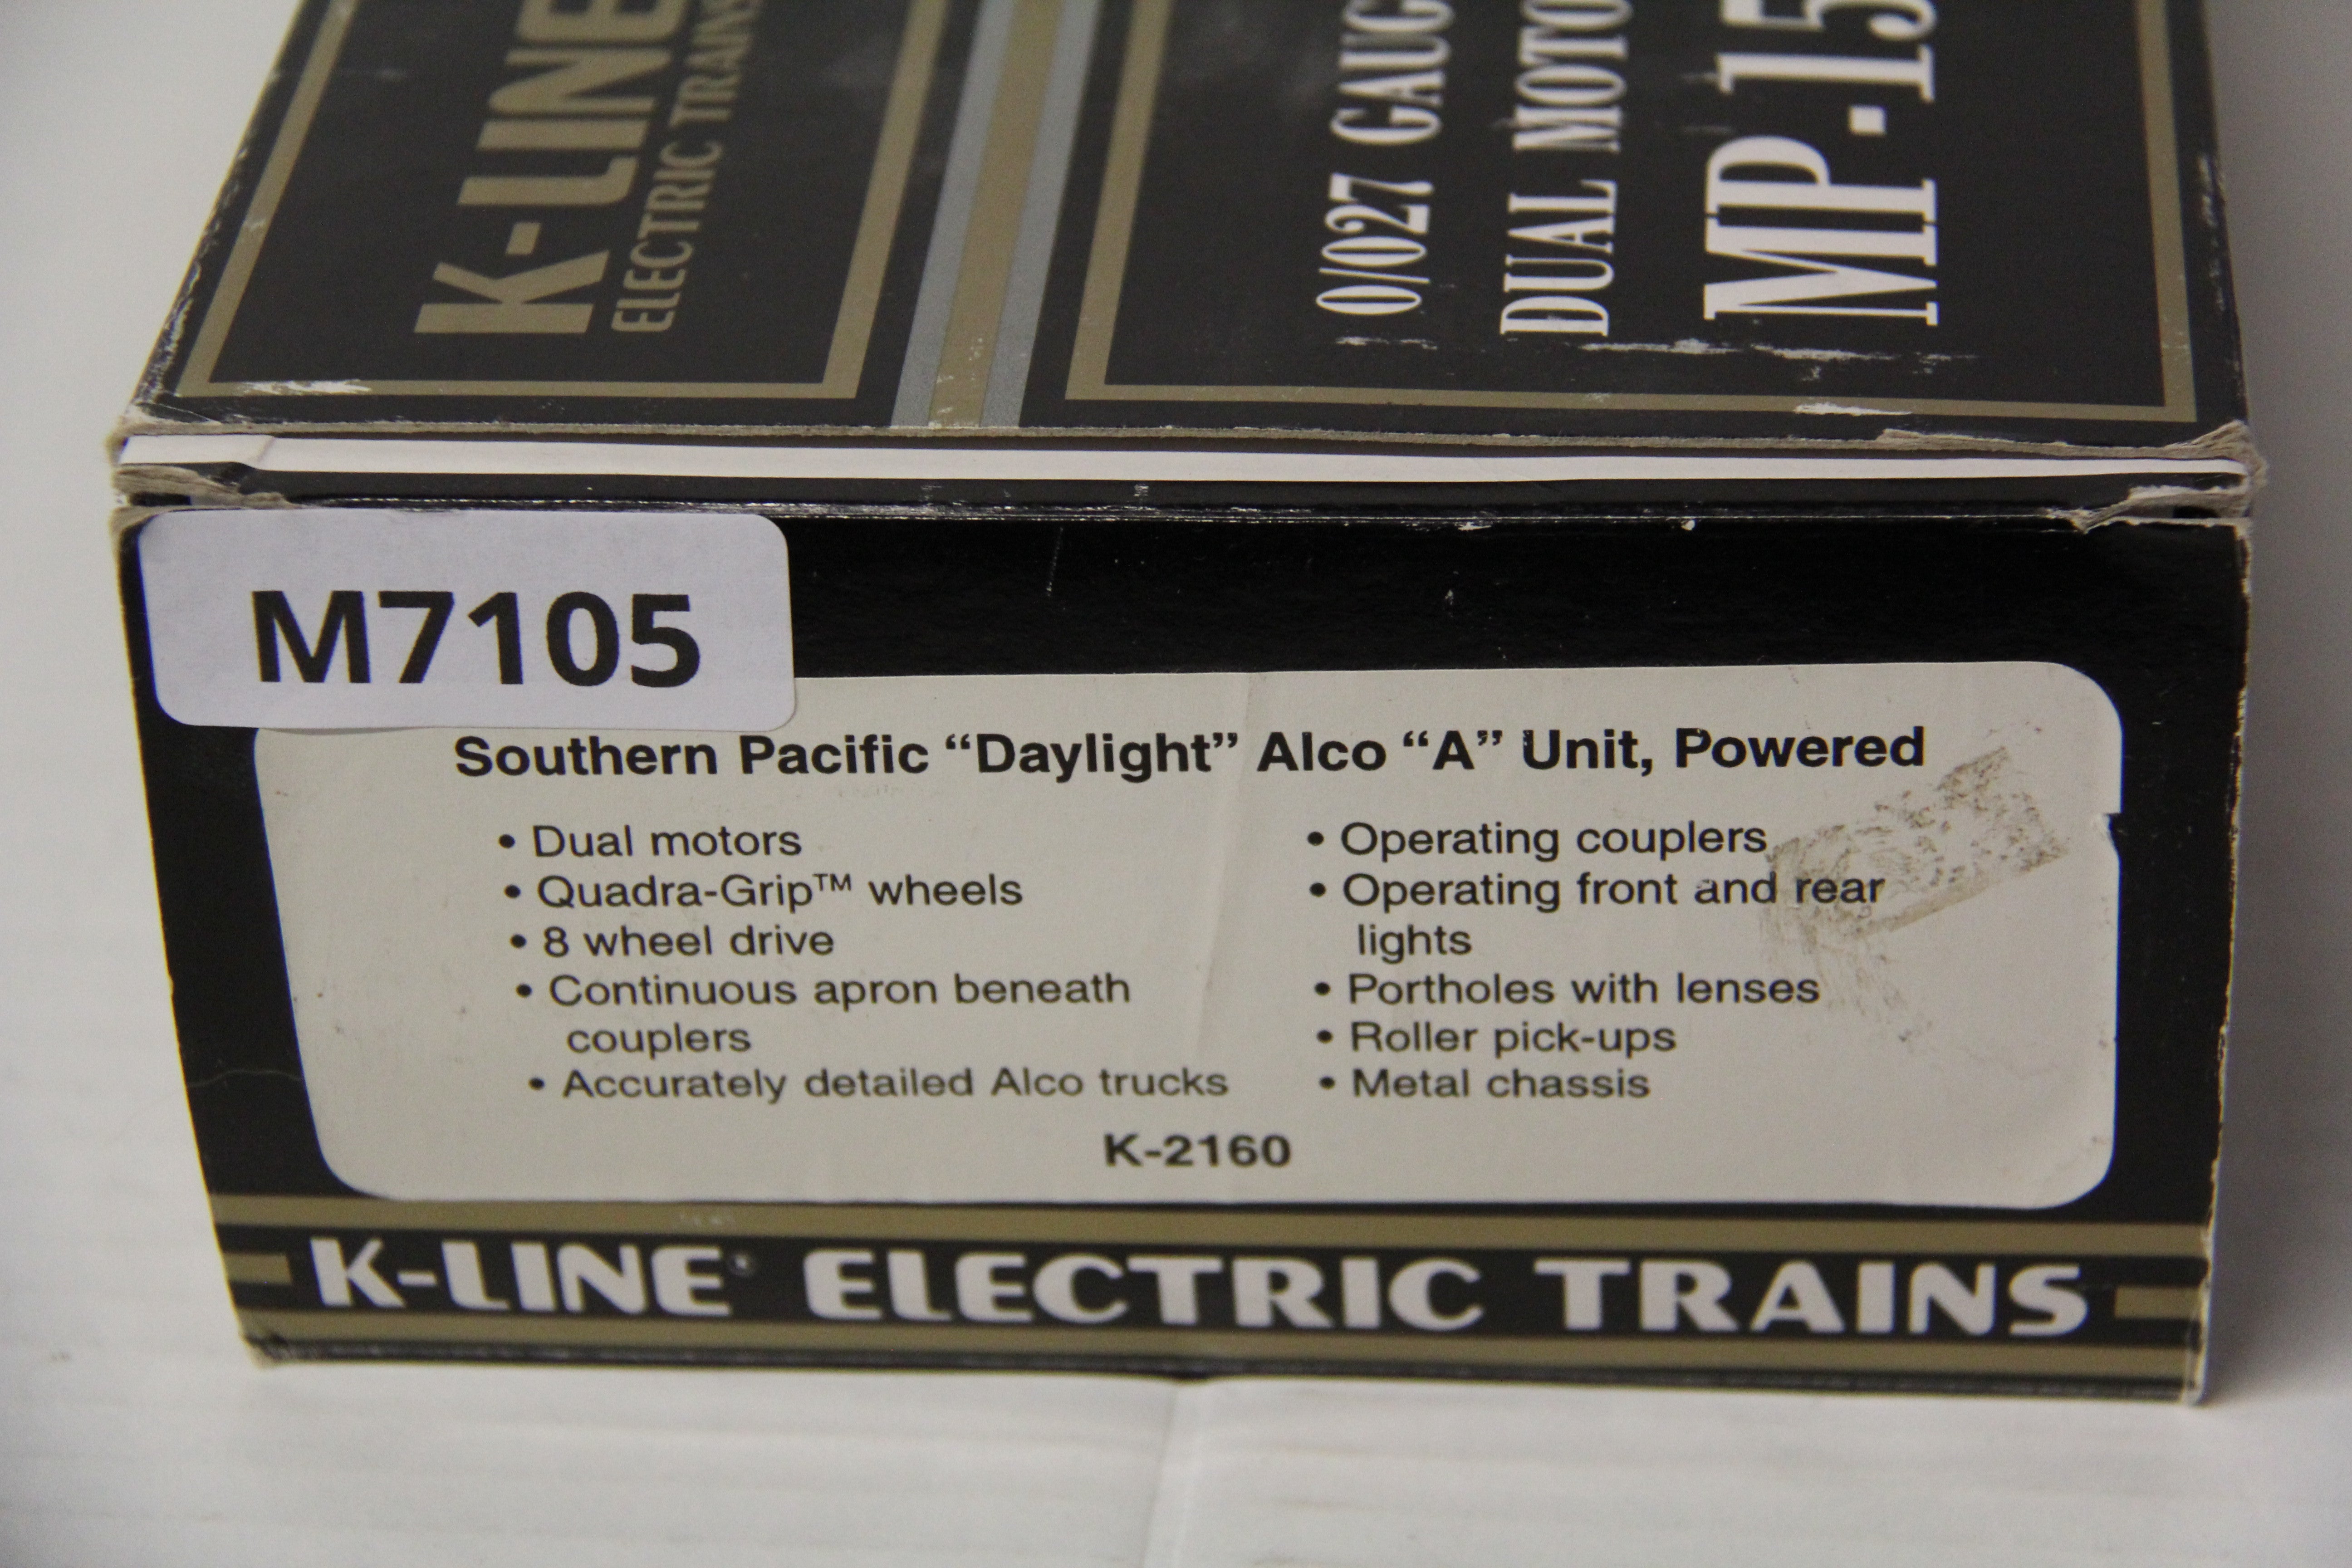 K-LINE
ELECTRIC TRAINS
0/027 GAUG
DUAL MOTO
MP-15
M7105
Southern Pacific “Daylight” Alco “A” Unit, Powered
• Dual motors
• Quadra-Grip™ wheels
• 8 wheel drive
• Continuous apron beneath
couplers
• Accurately detailed Alco trucks
• Operating couplers
• Operating front and rear
lights
• Portholes with lenses
• Roller pick-ups
• Metal chassis
K-2160
K-LINE® ELECTRIC TRAINS